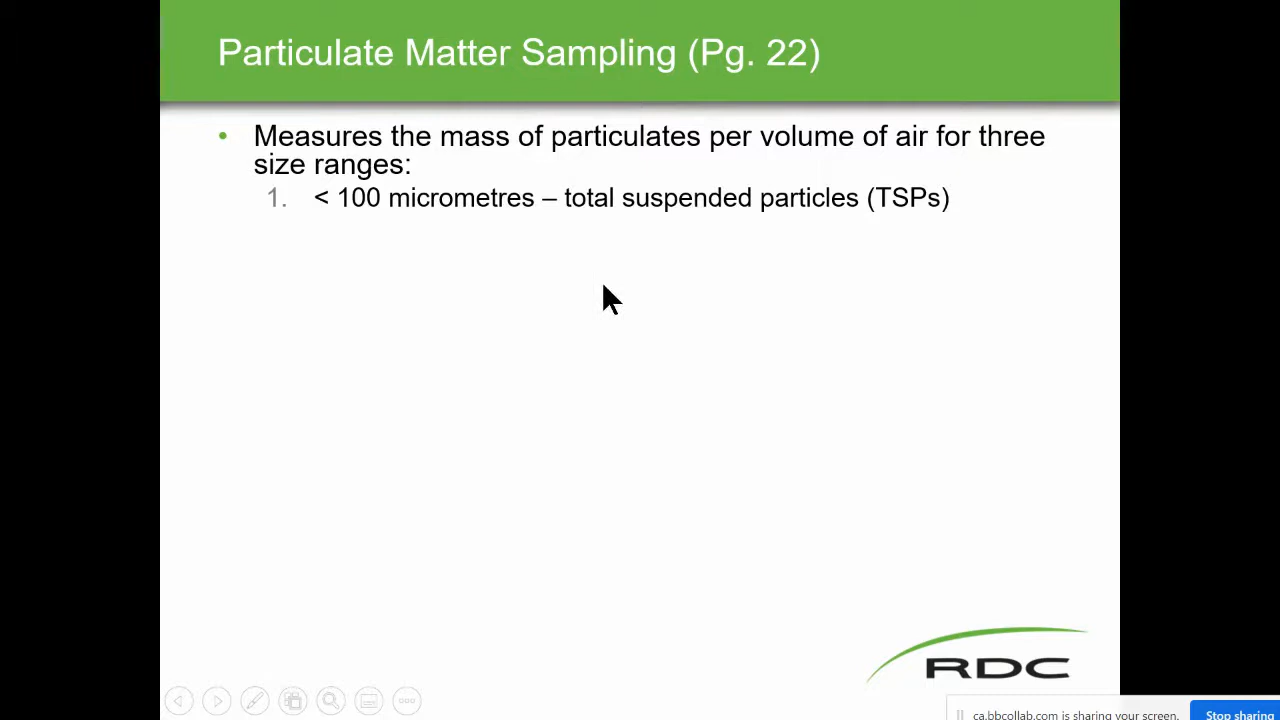 Particulate Matter Sampling (Pg. 22)
• Measures the mass of particulates per volume of air for three
size ranges:
1. < 100 micrometres – total suspended particles (TSPs)
RDC
ca.bbcollab.com is sharing your screen.
Stop sharing